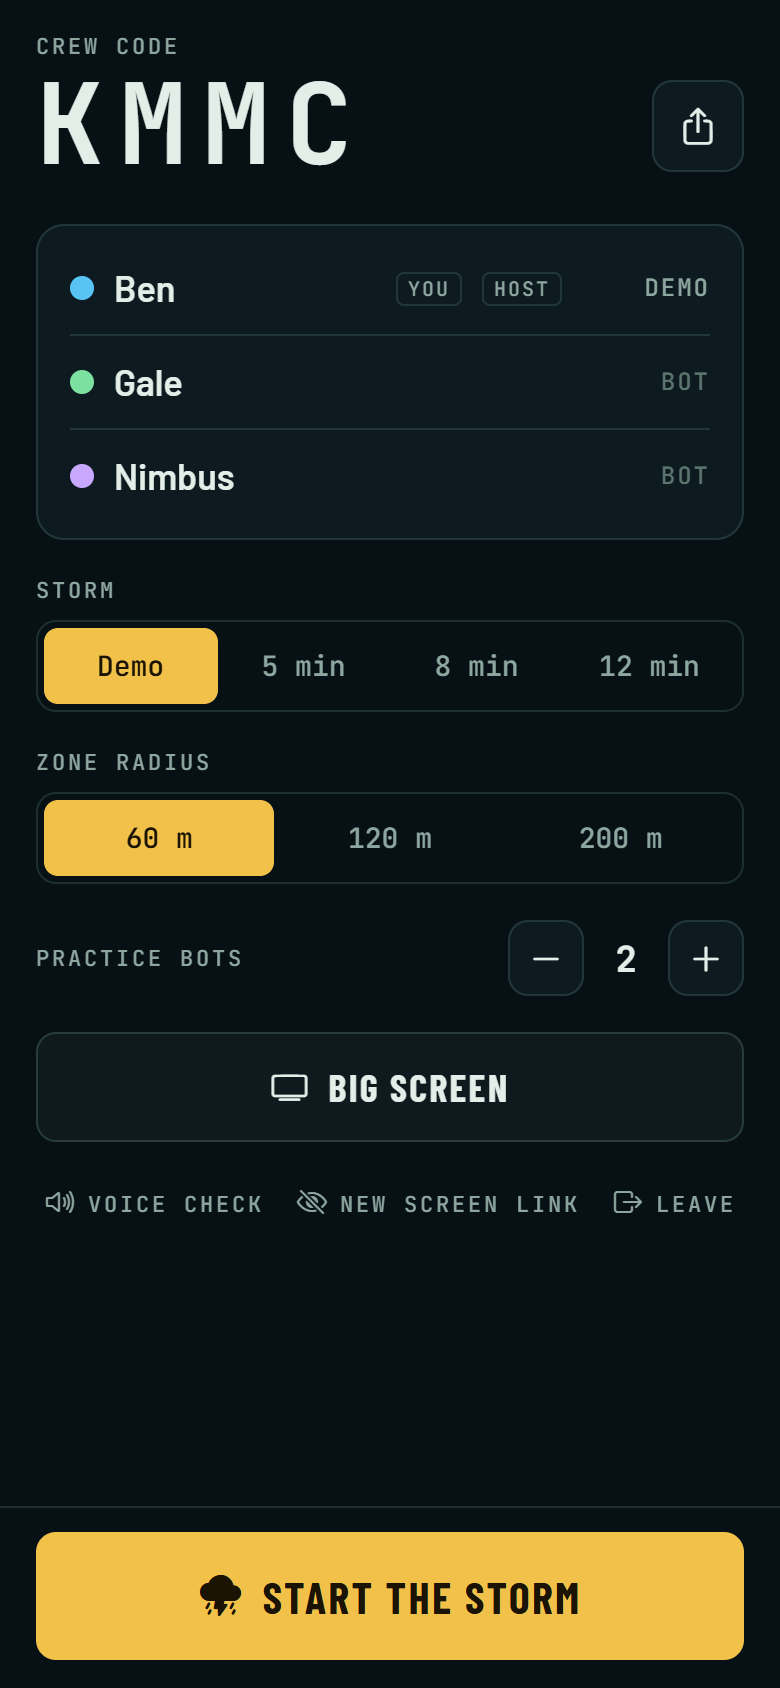 CREW CODE
KMMC
Ben YOU HOST DEMO
Gale BOT
Nimbus BOT
STORM
Demo 5 min 8 min 12 min
ZONE RADIUS
60 m 120 m 200 m
PRACTICE BOTS 2
BIG SCREEN
VOICE CHECK NEW SCREEN LINK LEAVE
START THE STORM